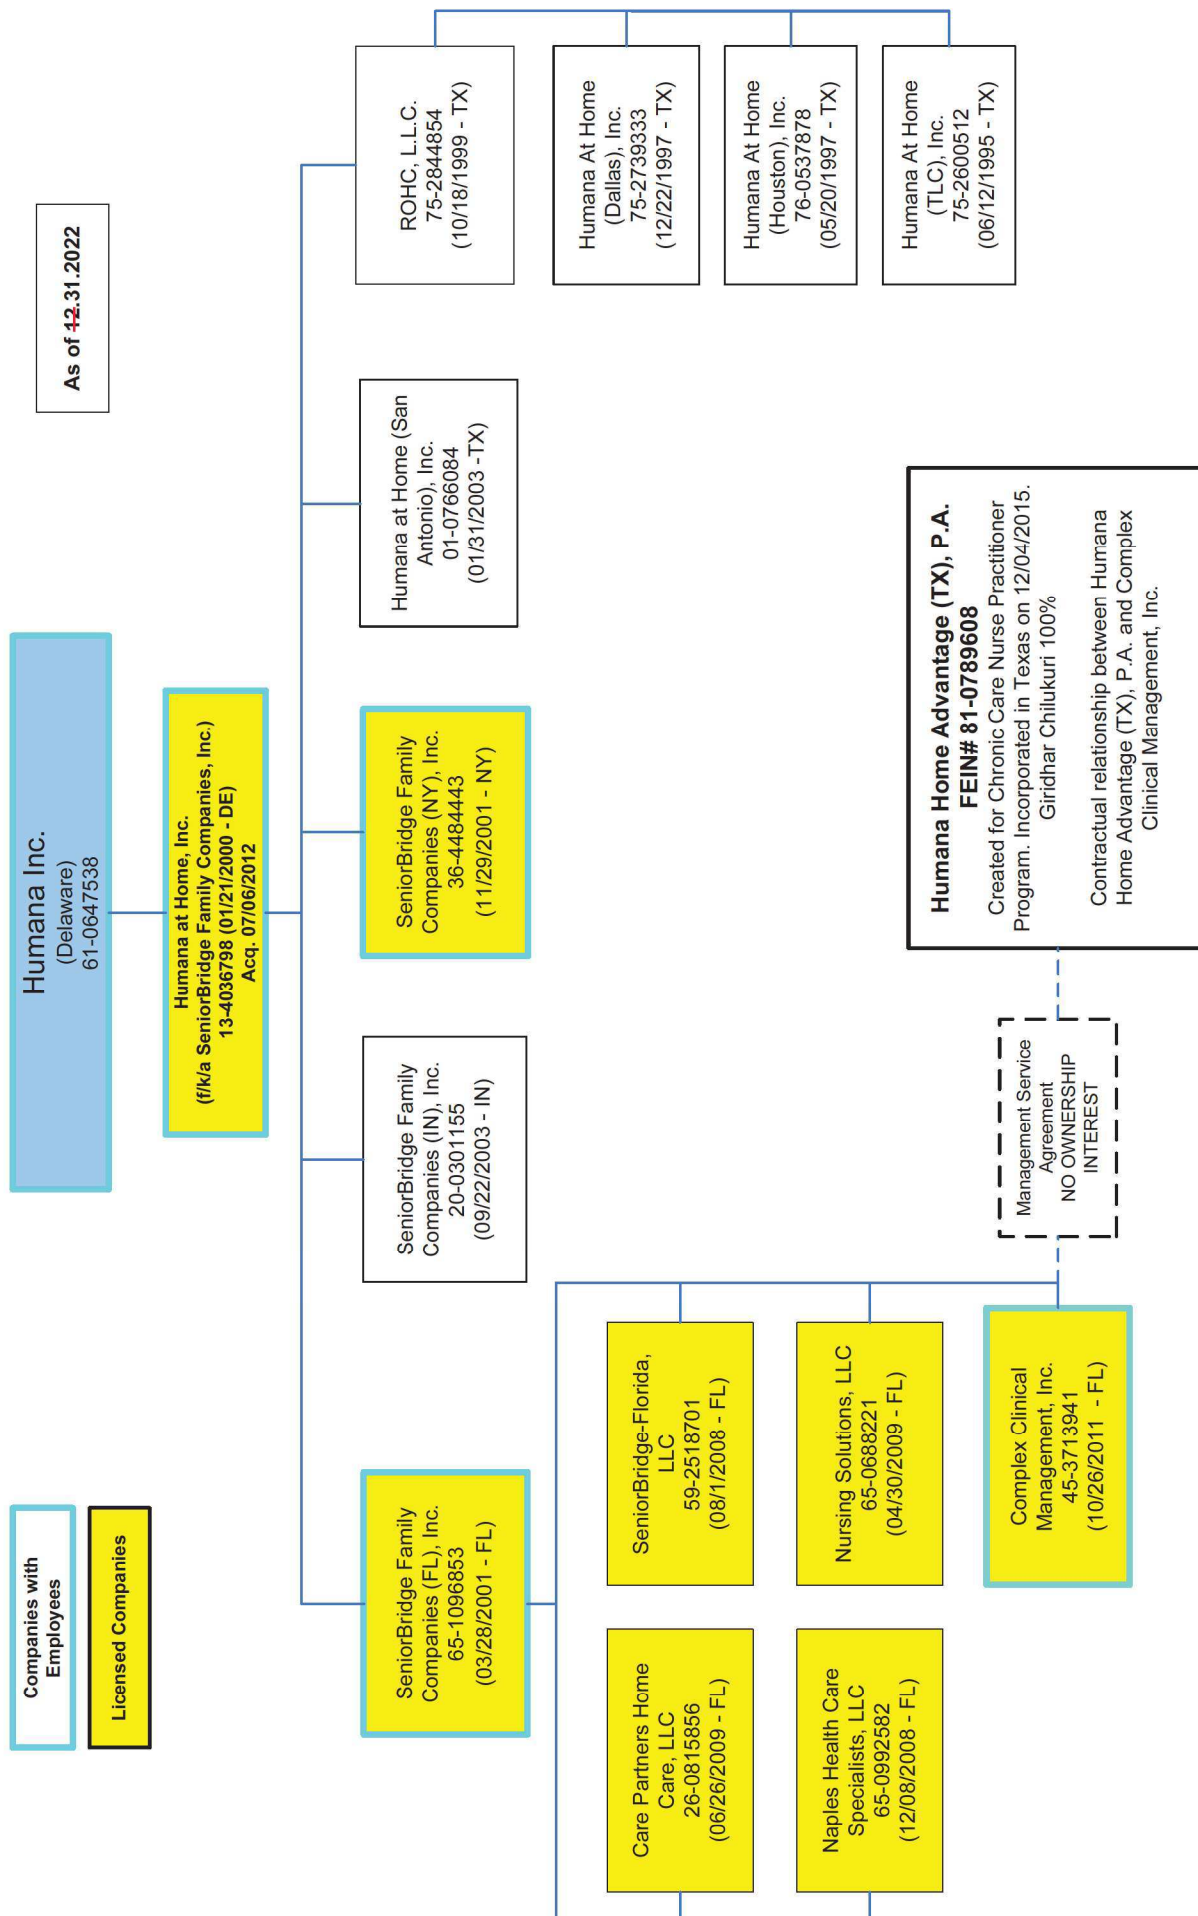 Companies with
Employees
Licensed Companies
As of 12.31.2022
Humana Inc.
(Delaware)
61-0647538
Humana at Home, Inc.
(f/k/a SeniorBridge Family Companies, Inc.)
13-4036798 (01/21/2000 - DE)
Acq. 07/06/2012
SeniorBridge Family
Companies (FL), Inc.
65-1096853
(03/28/2001 - FL)
SeniorBridge Family
Companies (IN), Inc.
20-0301155
(09/22/2003 - IN)
SeniorBridge Family
Companies (NY), Inc.
36-4484443
(11/29/2001 - NY)
Humana at Home (San
Antonio), Inc.
01-0766084
(01/31/2003 -TX)
ROHC, L.L.C.
75-2844854
(10/18/1999 - TX)
Humana At Home
(Dallas), Inc.
75-2739333
(12/22/1997 - TX)
Humana At Home
(Houston), Inc.
76-0537878
(05/20/1997 - TX)
Humana At Home
(TLC), Inc.
75-2600512
(06/12/1995 - TX)
Care Partners Home
Care, LLC
26-0815856
(06/26/2009 - FL)
SeniorBridge-Florida,
LLC
59-2518701
(08/1/2008 - FL)
Naples Health Care
Specialists, LLC
65-0992582
(12/08/2008 - FL)
Nursing Solutions, LLC
65-0688221
(04/30/2009 - FL)
Complex Clinical
Management, Inc.
45-3713941
(10/26/2011 - FL)
Management Service
Agreement
NO OWNERSHIP
INTEREST
Humana Home Advantage (TX), P.A.
FEIN# 81-0789608
Created for Chronic Care Nurse Practitioner
Program. Incorporated in Texas on 12/04/2015.
Giridhar Chilukuri 100%
Contractual relationship between Humana
Home Advantage (TX), P.A. and Complex
Clinical Management, Inc.